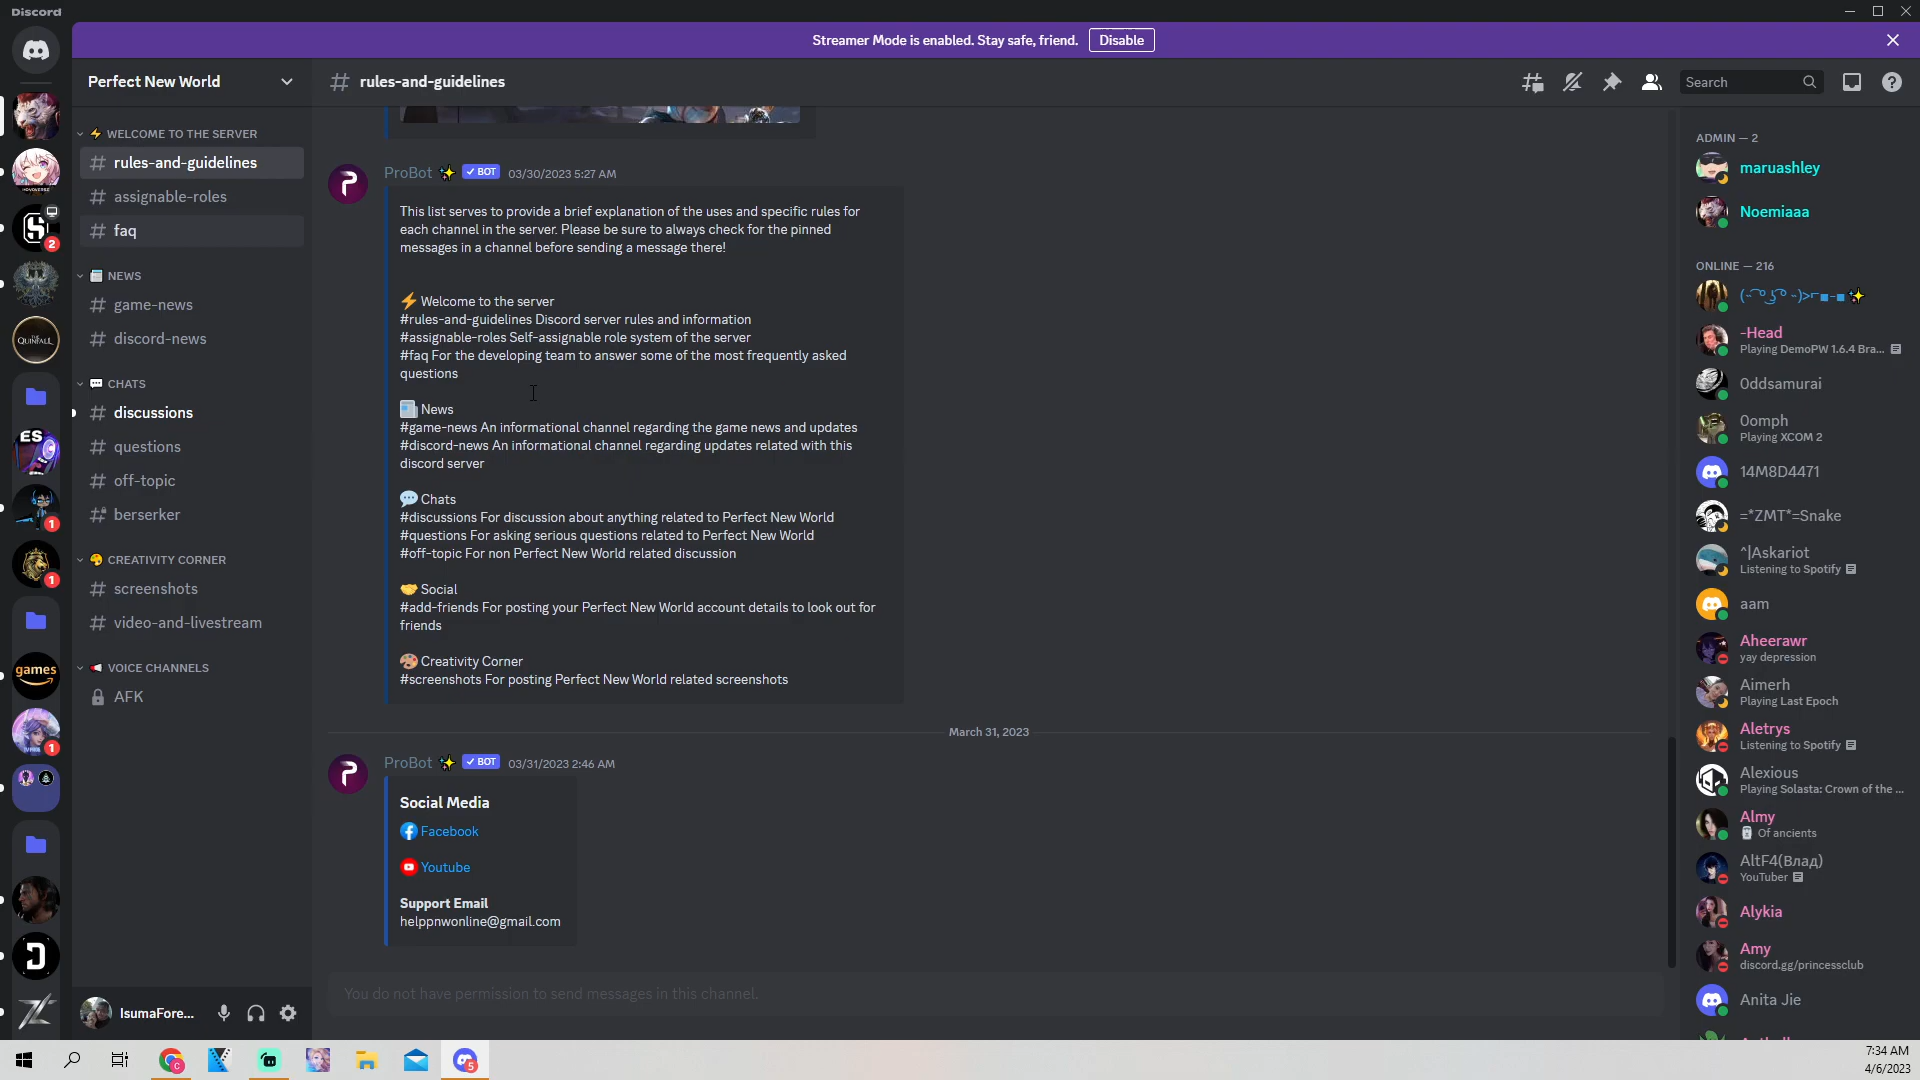 Discord
Streamer Mode is enabled. Stay safe, friend. Disable
Perfect New World
# rules-and-guidelines
Search
WELCOME TO THE SERVER
# rules-and-guidelines
# assignable-roles
# faq
NEWS
# game-news
# discord-news
CHATS
# discussions
# questions
# off-topic
# berserker
CREATIVITY CORNER
# screenshots
# video-and-livestream
VOICE CHANNELS
AFK
IsumaFore...
2
QUINFALL
ES
1
1
games
1
ProBot ✨ ✓ BOT 03/30/2023 5:27 AM
This list serves to provide a brief explanation of the uses and specific rules for
each channel in the server. Please be sure to always check for the pinned
messages in a channel before sending a message there!
⚡ Welcome to the server
#rules-and-guidelines Discord server rules and information
#assignable-roles Self-assignable role system of the server
#faq For the developing team to answer some of the most frequently asked
questions
📰 News
#game-news An informational channel regarding the game news and updates
#discord-news An informational channel regarding updates related with this
discord server
💬 Chats
#discussions For discussion about anything related to Perfect New World
#questions For asking serious questions related to Perfect New World
#off-topic For non Perfect New World related discussion
🤝 Social
#add-friends For posting your Perfect New World account details to look out for
friends
🎨 Creativity Corner
#screenshots For posting Perfect New World related screenshots
March 31, 2023
ProBot ✨ ✓ BOT 03/31/2023 2:46 AM
Social Media
Facebook
Youtube
Support Email
helppnwonline@gmail.com
You do not have permission to send messages in this channel.
ADMIN — 2
maruashley
Noemiaaa
ONLINE — 216
-Head
Playing DemoPW 1.6.4 Bra...
0ddsamurai
0omph
Playing XCOM 2
14M8D4471
=*ZMT*=Snake
^|Askariot
Listening to Spotify
aam
Aheerawr
yay depression
Aimerh
Playing Last Epoch
Aletrys
Listening to Spotify
Alexious
Playing Solasta: Crown of the ...
Almy
Of ancients
AltF4(Влад)
YouTuber
Alykia
Amy
discord.gg/princessclub
Anita Jie
5
7:34 AM
4/6/2023